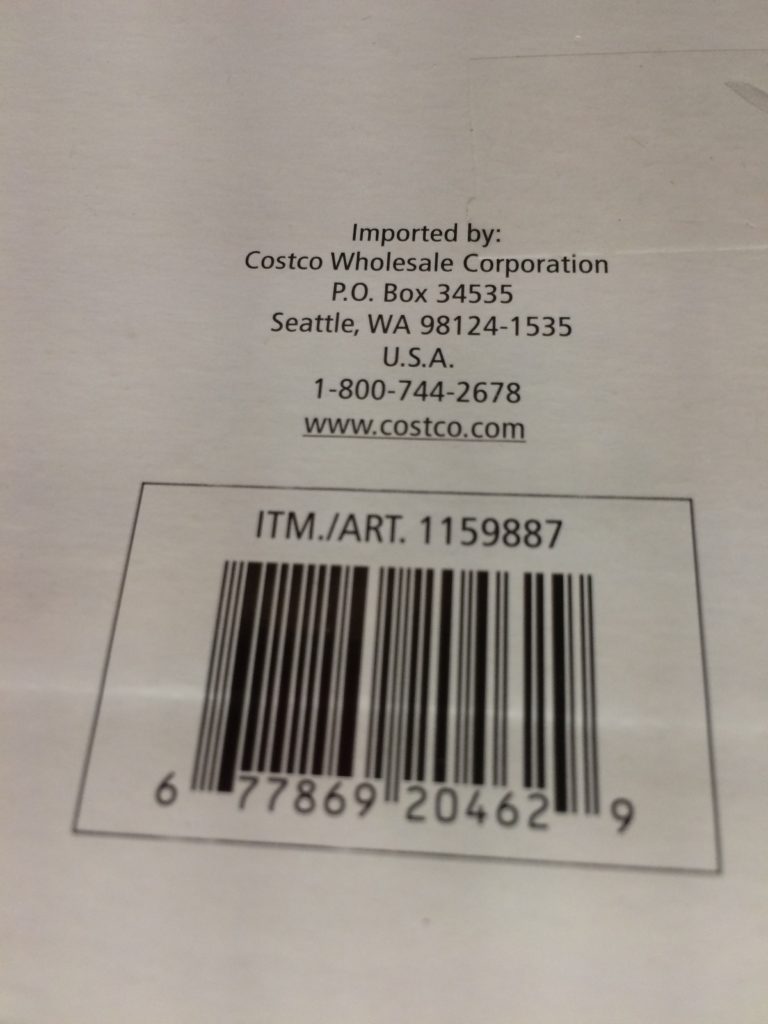 Imported by:
Costco Wholesale Corporation
P.O. Box 34535
Seattle, WA 98124-1535
U.S.A.
1-800-744-2678
www.costco.com
ITM./ART. 1159887
6 77869 20462 9